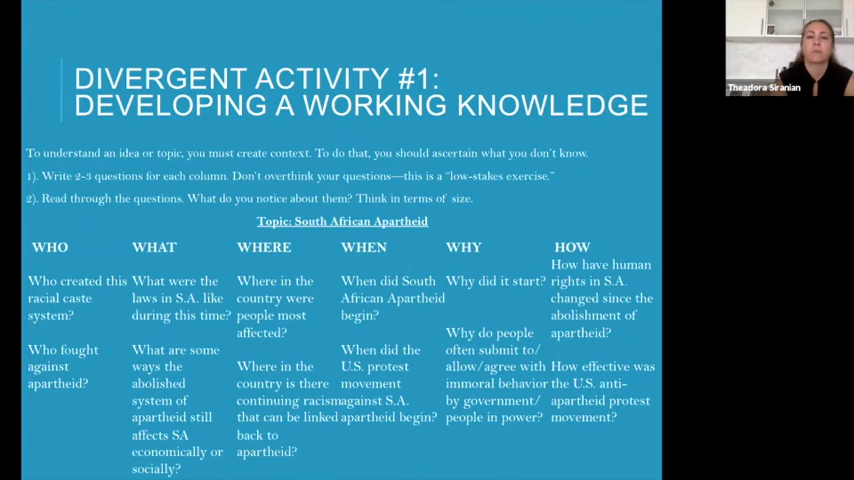 DIVERGENT ACTIVITY #1:
DEVELOPING A WORKING KNOWLEDGE
To understand an idea or topic, you must create context. To do that, you should ascertain what you don't know.
1). Write 2-3 questions for each column. Don't overthink your questions—this is a "low-stakes exercise."
2). Read through the questions. What do you notice about them? Think in terms of size.
Topic: South African Apartheid
WHO
Who created this
racial caste
system?
Who fought
against
apartheid?
WHAT
What were the
laws in S.A. like
during this time?
What are some
ways the
abolished
system of
apartheid still
affects SA
economically or
socially?
WHERE
Where in the
country were
people most
affected?
Where in the
country is there
continuing racism
that can be linked
back to
apartheid?
WHEN
When did South
African Apartheid
begin?
When did the
U.S. protest
movement
against S.A.
apartheid begin?
WHY
Why did it start?
Why do people
often submit to/
allow/agree with
immoral behavior
by government/
people in power?
HOW
How have human
rights in S.A.
changed since the
abolishment of
apartheid?
How effective was
the U.S. anti-
apartheid protest
movement?
Theadora Siranian